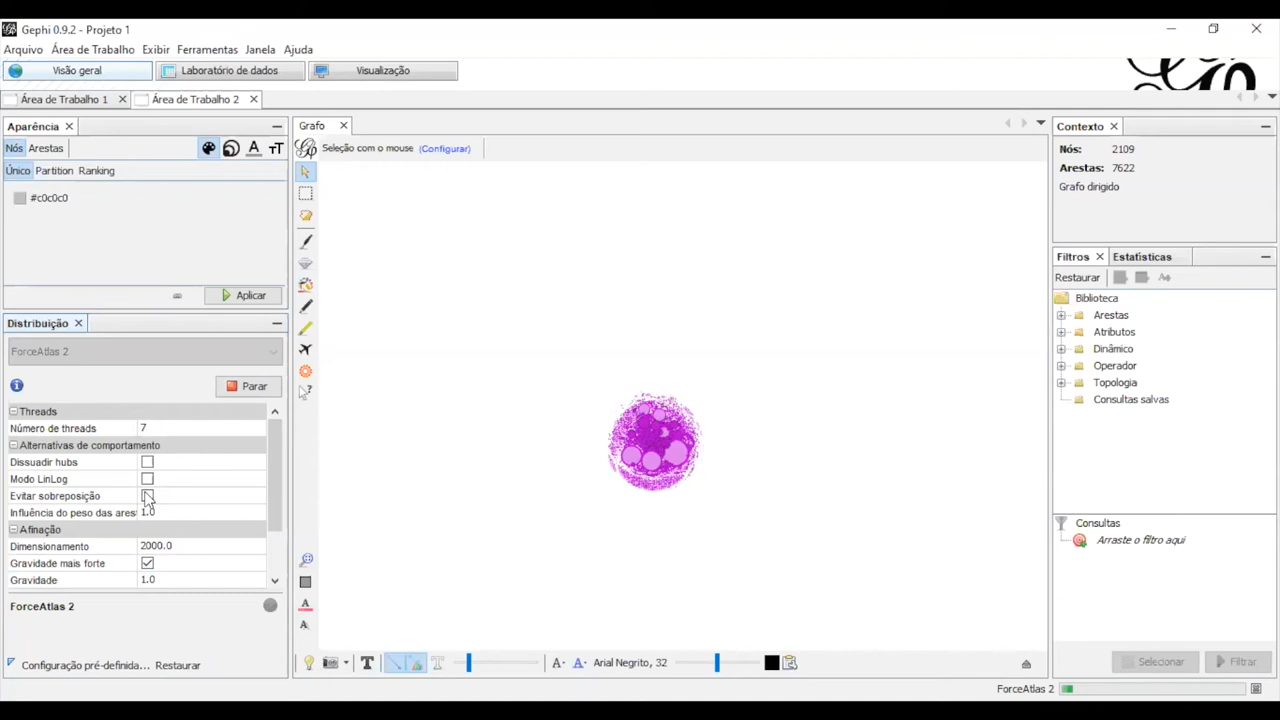 Gephi 0.9.2 - Projeto 1
Arquivo Área de Trabalho Exibir Ferramentas Janela Ajuda
Visão geral Laboratório de dados Visualização
Área de Trabalho 1 Área de Trabalho 2
Aparência
Nós Arestas
Único Partition Ranking
#c0c0c0
Aplicar
Distribuição
ForceAtlas 2
Parar
Threads
Número de threads 7
Alternativas de comportamento
Dissuadir hubs
Modo LinLog
Evitar sobreposição
Influência do peso das arest 1.0
Afinação
Dimensionamento 2000.0
Gravidade mais forte
Gravidade 1.0
ForceAtlas 2
Configuração pré-definida... Restaurar
Grafo
Seleção com o mouse (Configurar)
Arial Negrito, 32
Contexto
Nós: 2109
Arestas: 7622
Grafo dirigido
Filtros Estatísticas
Restaurar
Biblioteca
Arestas
Atributos
Dinâmico
Operador
Topologia
Consultas salvas
Consultas
Arraste o filtro aqui
Selecionar Filtrar
ForceAtlas 2